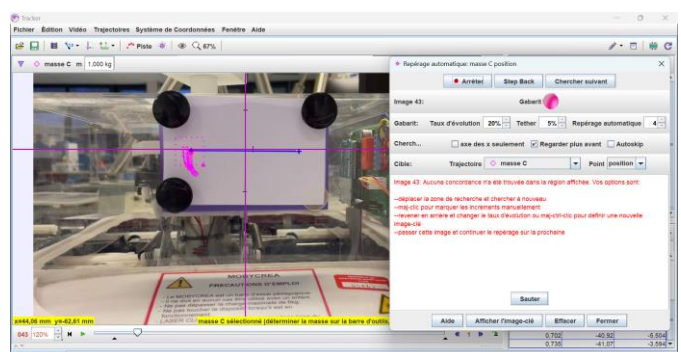 Tracker
Fichier Édition Vidéo Trajectoires Système de Coordonnées Fenêtre Aide
Piste 67%
masse C m 1,000 kg
Repérage automatique: masse C position
Arrêter Step Back Chercher suivant
Image 43: Gabarit
Gabarit: Taux d'évolution 20% Tether 5% Repérage automatique 4
Cherch... axe des x seulement Regarder plus avant Autoskip
Cible: Trajectoire masse C Point position
Image 43: Aucune concordance n'a été trouvée dans la région affichée. Vos options sont:
--déplacer la zone de recherche et chercher à nouveau
--maj-clic pour marquer les incréments manuellement
--revener en arrière et changer le taux d'évolution ou maj-ctrl-clic pour définir une nouvelle
image-clé
--passer cette image et continuer le repérage sur la prochaine
Sauter
Aide Afficher l'image-clé Effacer Fermer
MOBYCREA
PRECAUTIONS D'EMPLOI
x=44,06 mm y=-62,61 mm
masse C sélectionné (déterminer la masse sur la barre d'outils
043 120% 1
0,702 -40,92 -5,504
0,735 -41,07 -3,594